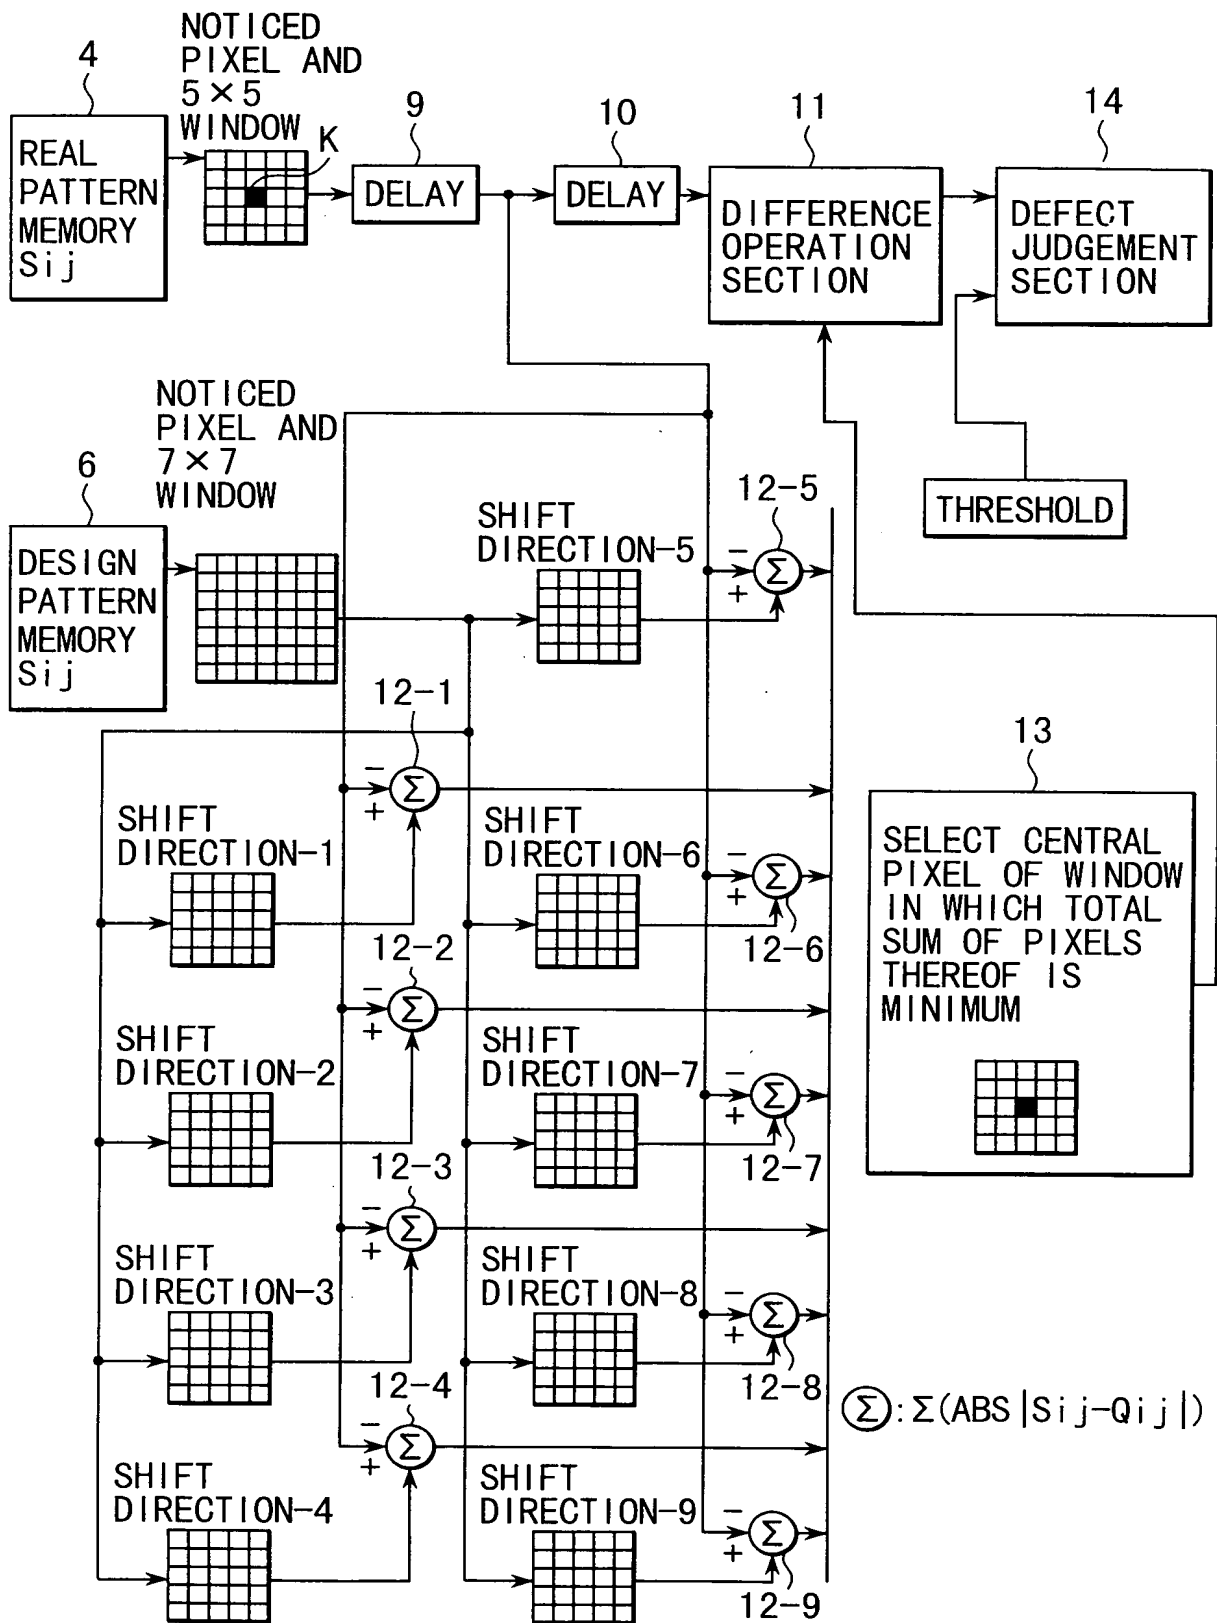 NOTICED
PIXEL AND
5×5
WINDOW
4
K
9
10
11
14
REAL
PATTERN
MEMORY
Sij
DELAY
DELAY
DIFFERENCE
OPERATION
SECTION
DEFECT
JUDGEMENT
SECTION
NOTICED
PIXEL AND
7×7
WINDOW
6
DESIGN
PATTERN
MEMORY
Sij
THRESHOLD
SHIFT
DIRECTION-5
12-5
−
+
Σ
12-1
−
+
Σ
SHIFT
DIRECTION-1
SHIFT
DIRECTION-6
−
+
Σ
12-6
13
SELECT CENTRAL
PIXEL OF WINDOW
IN WHICH TOTAL
SUM OF PIXELS
THEREOF IS
MINIMUM
12-2
−
+
Σ
SHIFT
DIRECTION-2
SHIFT
DIRECTION-7
−
+
Σ
12-7
12-3
−
+
Σ
SHIFT
DIRECTION-3
SHIFT
DIRECTION-8
−
+
Σ
12-8
12-4
−
+
Σ
Σ:Σ(ABS|Sij-Qij|)
SHIFT
DIRECTION-4
SHIFT
DIRECTION-9
−
+
Σ
12-9